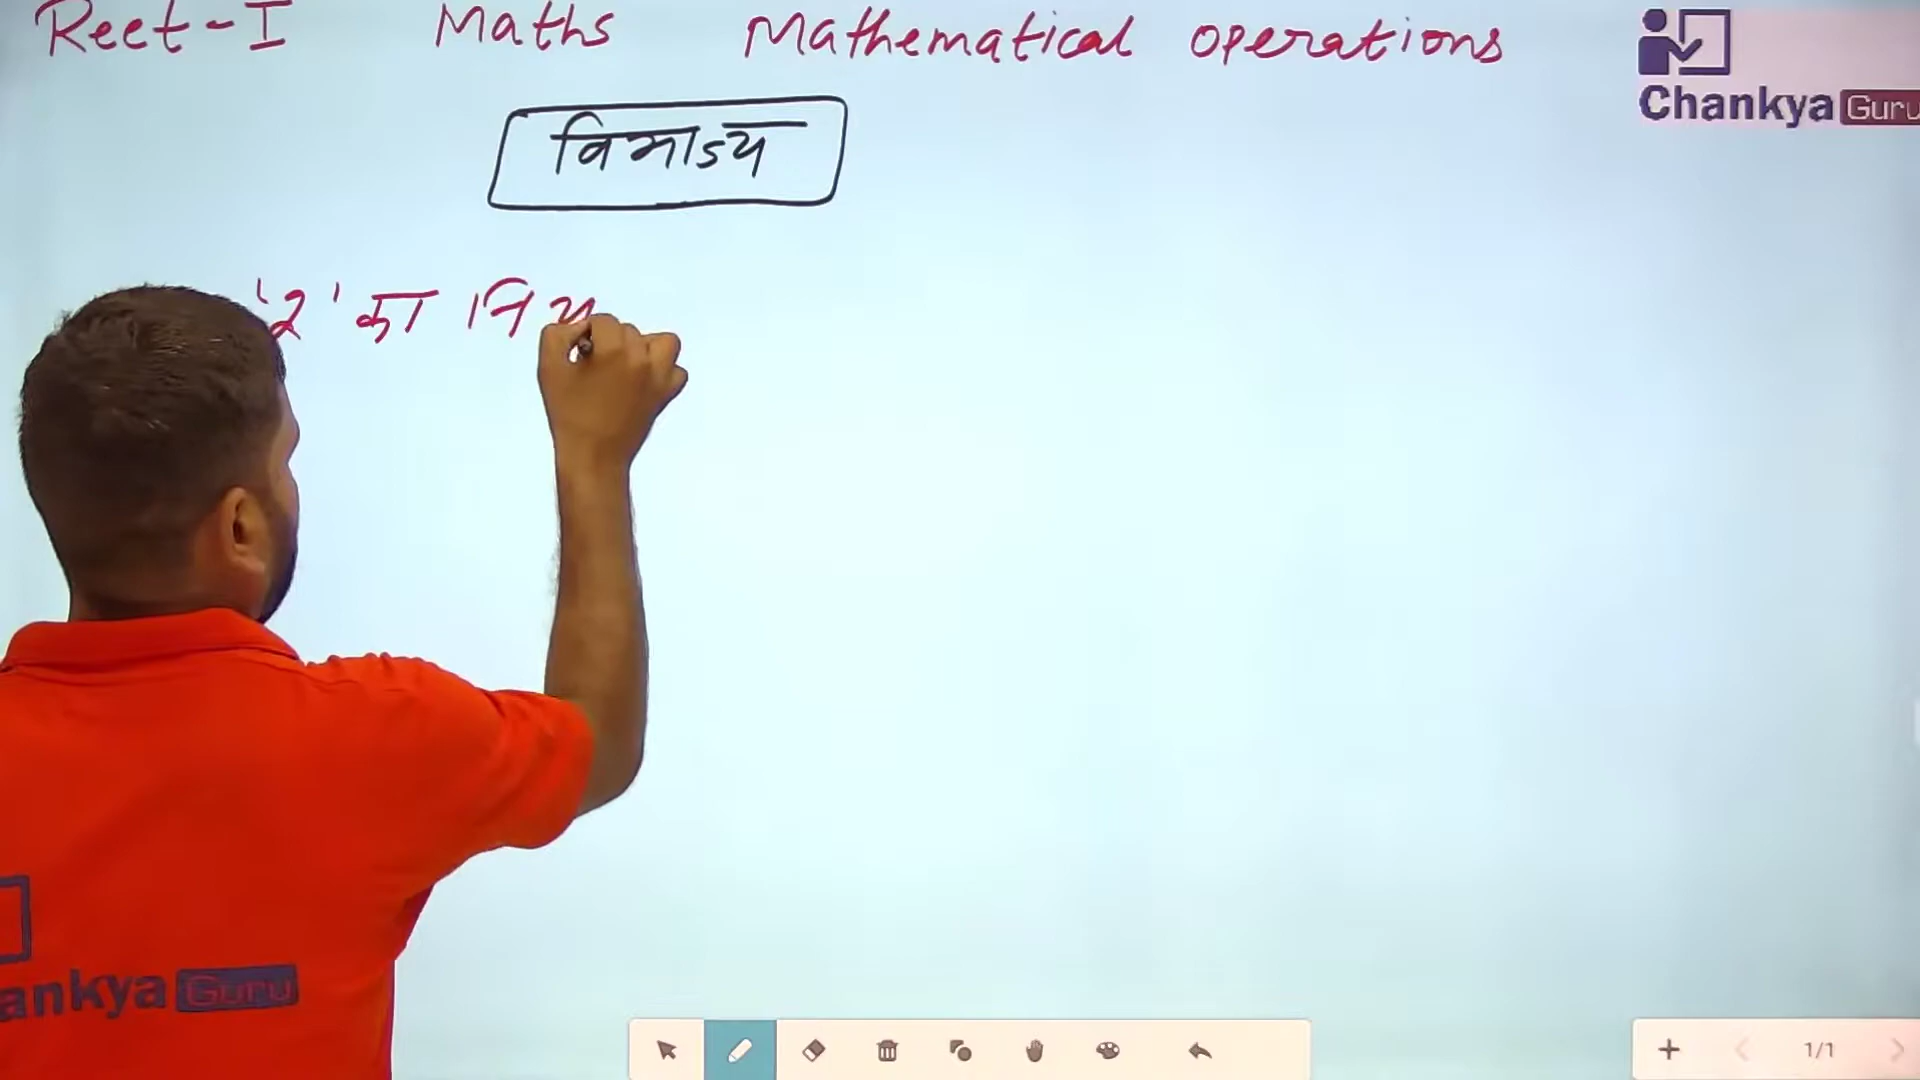 Reet-I Maths Mathematical operations
Chankya Guru
विभाज्य
'2' का निय
ankya Guru
1/1